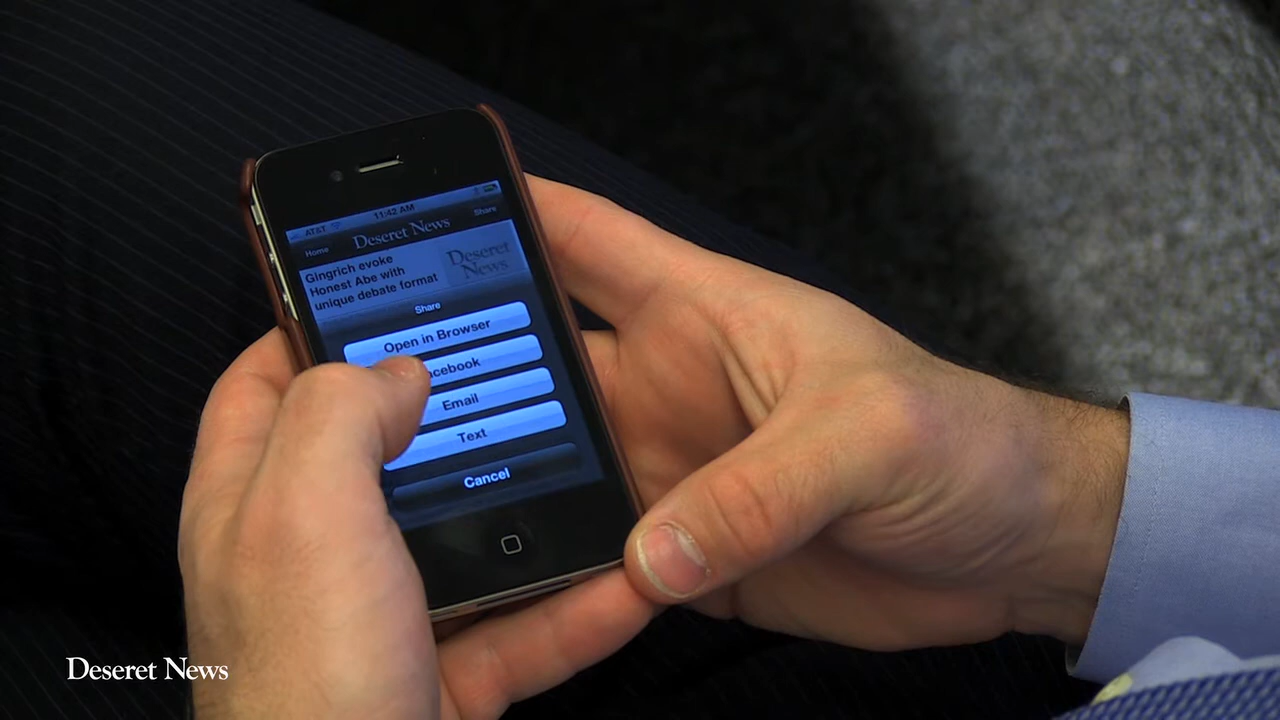 AT&T
11:42 AM
Home
Deseret News
Share
Gingrich evoke
Honest Abe with
unique debate format
Deseret
News
Share
Open in Browser
acebook
Email
Text
Cancel
Deseret News